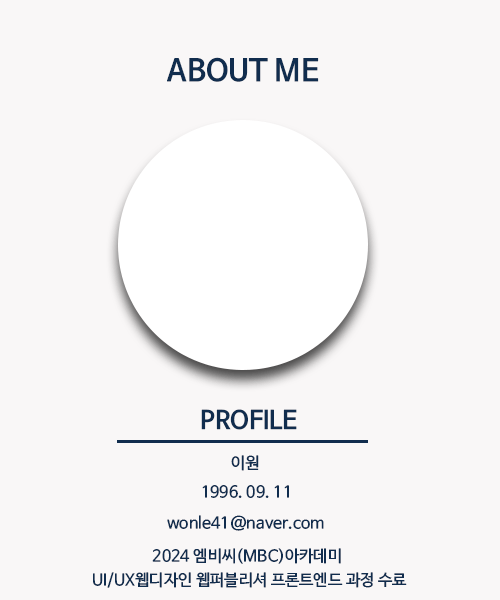 ABOUT ME
PROFILE
이원
1996. 09. 11
wonle41@naver.com
2024 엠비씨(MBC)아카데미
UI/UX웹디자인 웹퍼블리셔 프론트엔드 과정 수료